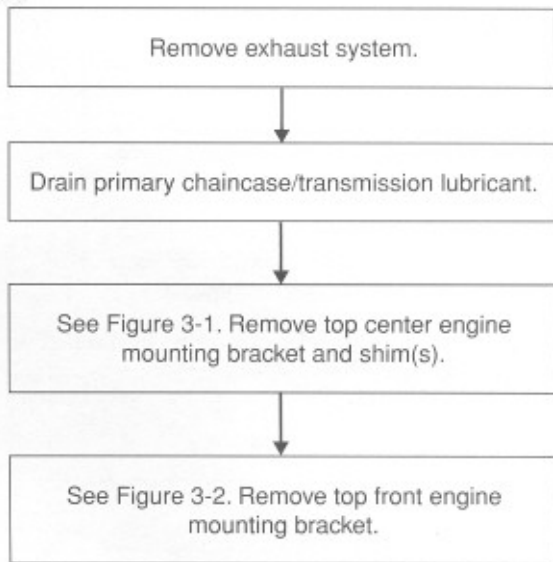 Remove exhaust system.
Drain primary chaincase/transmission lubricant.
See Figure 3-1. Remove top center engine
mounting bracket and shim(s).
See Figure 3-2. Remove top front engine
mounting bracket.